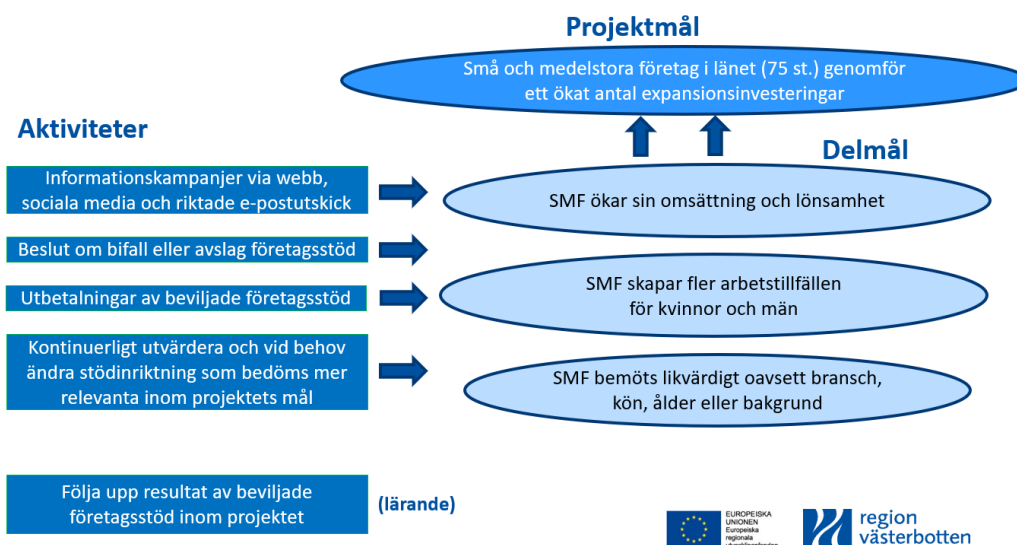 Projektmål
Små och medelstora företag i länet (75 st.) genomför
ett ökat antal expansionsinvesteringar
Aktiviteter
Delmål
Informationskampanjer via webb,
sociala media och riktade e-postutskick
SMF ökar sin omsättning och lönsamhet
Beslut om bifall eller avslag företagsstöd
Utbetalningar av beviljade företagsstöd
SMF skapar fler arbetstillfällen
för kvinnor och män
Kontinuerligt utvärdera och vid behov
ändra stödinriktning som bedöms mer
relevanta inom projektets mål
SMF bemöts likvärdigt oavsett bransch,
kön, ålder eller bakgrund
Följa upp resultat av beviljade
företagsstöd inom projektet
(lärande)
EUROPEISKA
UNIONEN
Europeiska
regionala
region
västerbotten